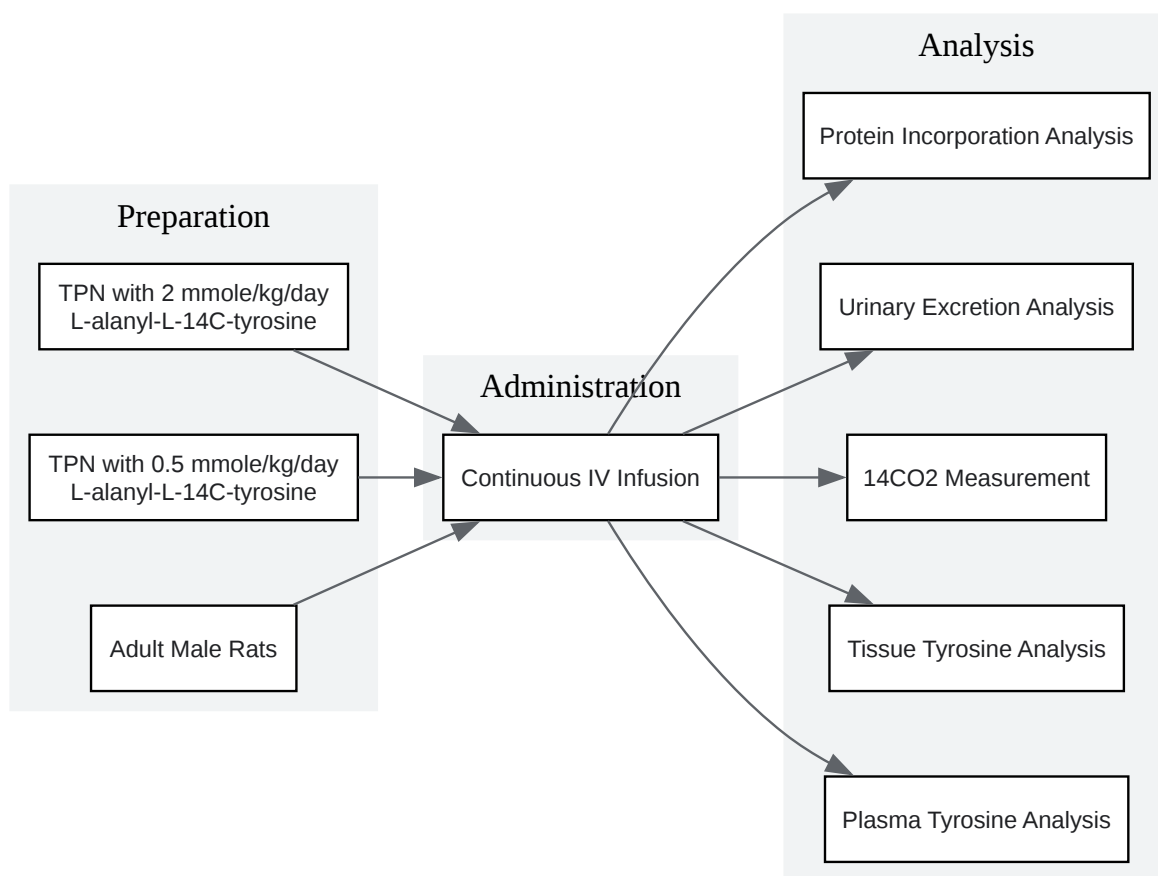 Preparation
TPN with 2 mmole/kg/day
L-alanyl-L-14C-tyrosine
TPN with 0.5 mmole/kg/day
L-alanyl-L-14C-tyrosine
Adult Male Rats
Administration
Continuous IV Infusion
Analysis
Protein Incorporation Analysis
Urinary Excretion Analysis
14CO2 Measurement
Tissue Tyrosine Analysis
Plasma Tyrosine Analysis